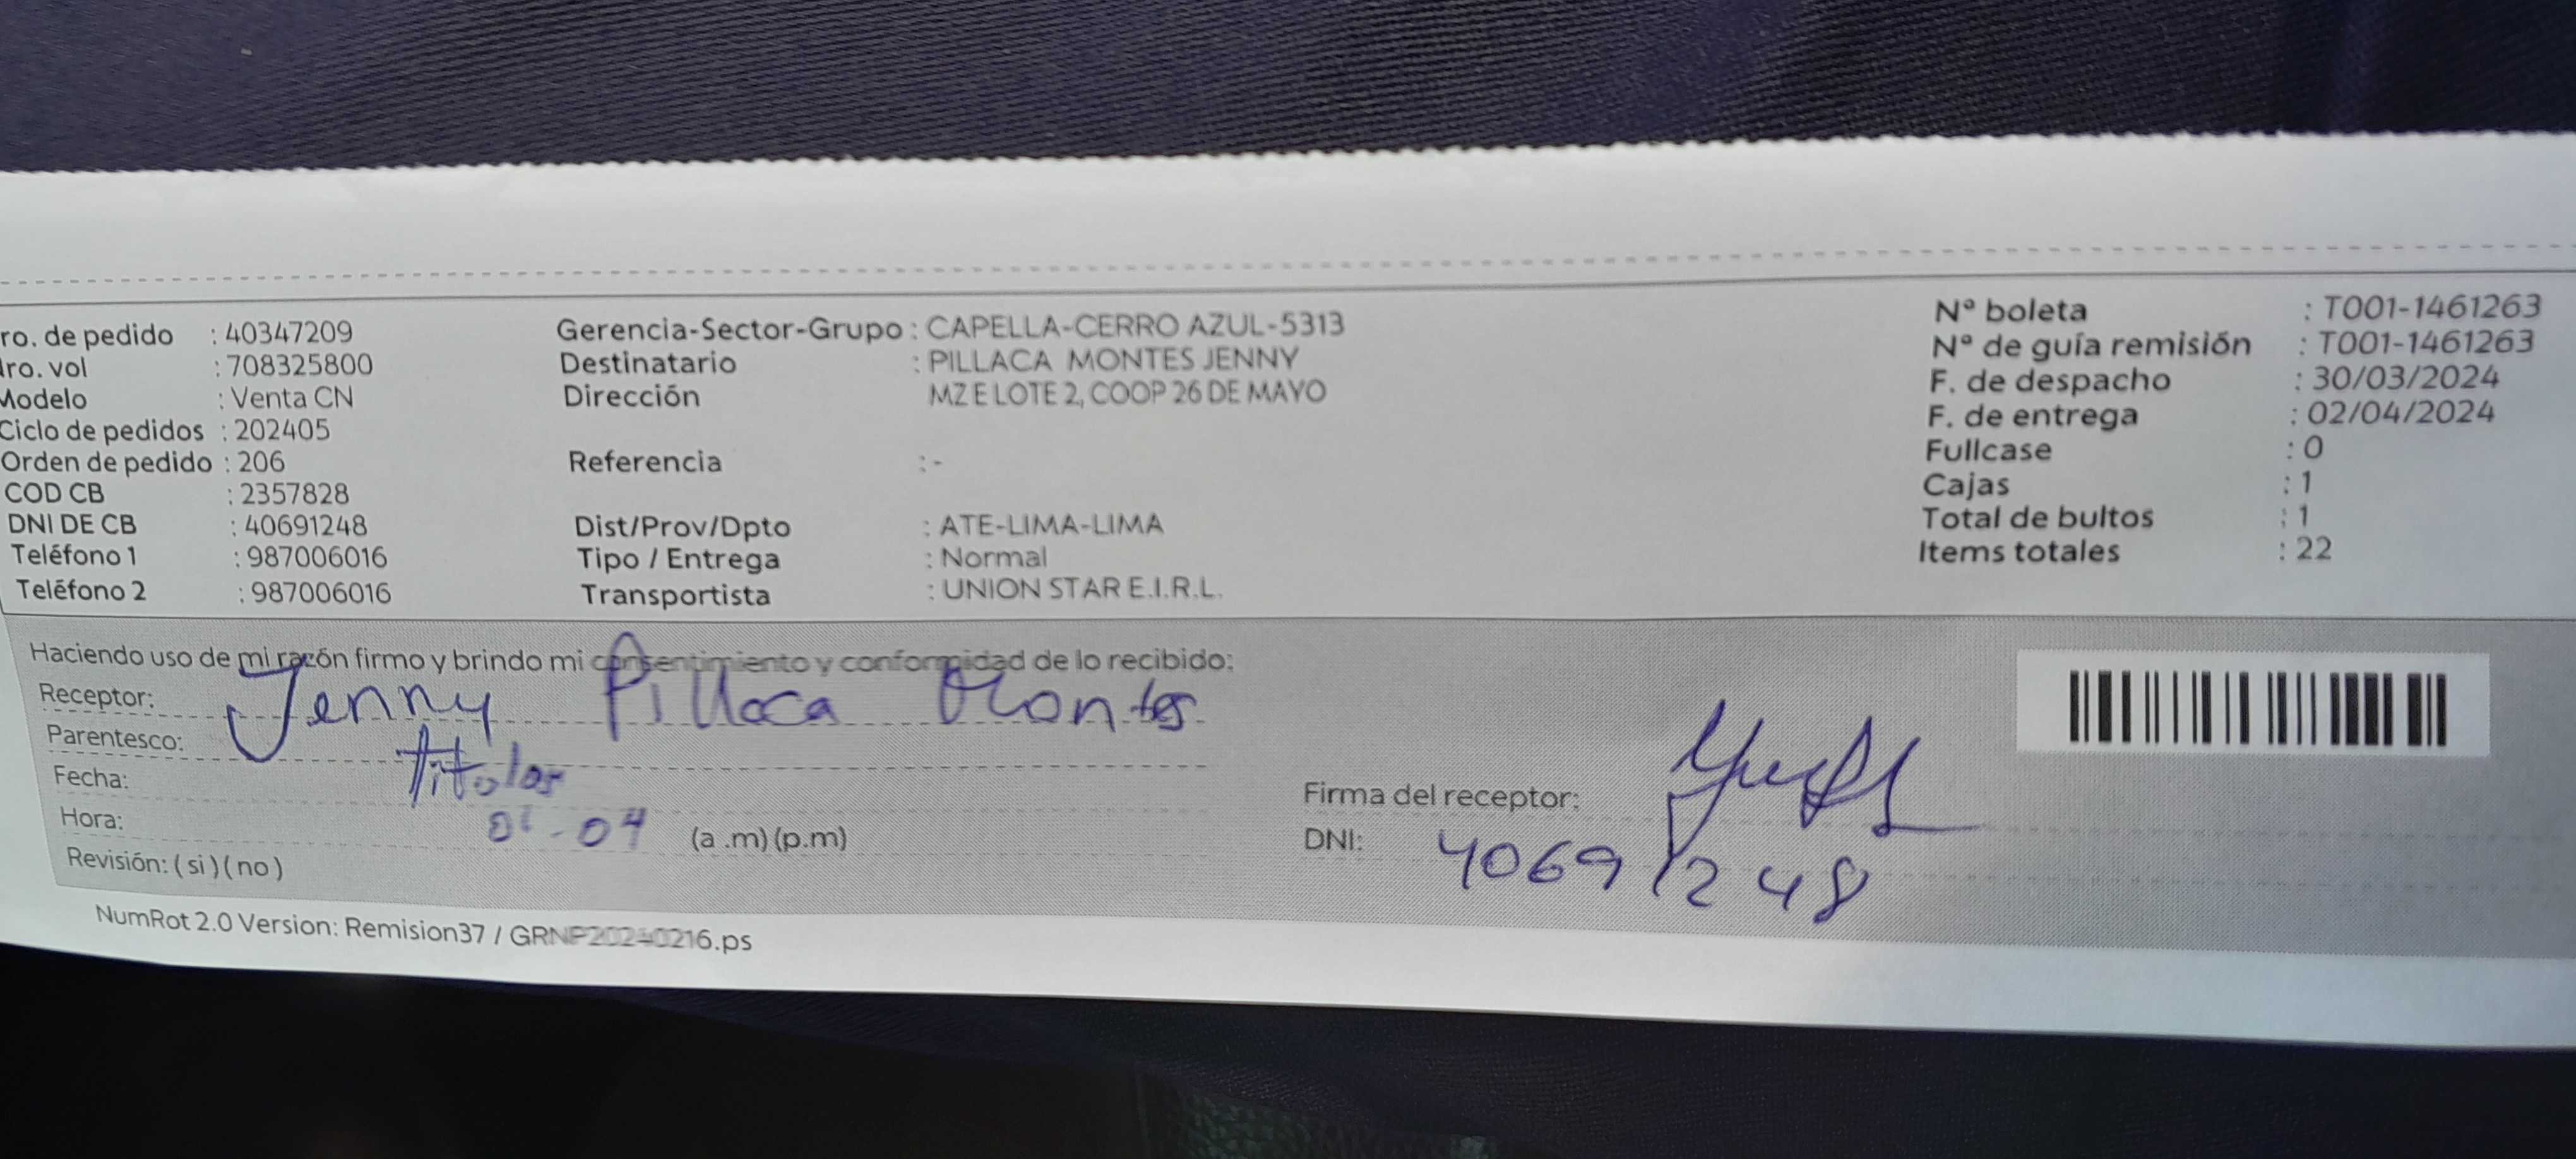 ro. de pedido : 40347209
ro. vol : 708325800
Modelo : Venta CN
Ciclo de pedidos : 202405
Orden de pedido : 206
COD CB : 2357828
DNI DE CB : 40691248
Teléfono 1 : 987006016
Teléfono 2 : 987006016
Gerencia-Sector-Grupo : CAPELLA-CERRO AZUL-5313
Destinatario : PILLACA MONTES JENNY
Dirección MZ E LOTE 2, COOP 26 DE MAYO
Referencia : -
Dist/Prov/Dpto : ATE-LIMA-LIMA
Tipo / Entrega : Normal
Transportista : UNION STAR E.I.R.L.
N° boleta : T001-1461263
N° de guía remisión : T001-1461263
F. de despacho : 30/03/2024
F. de entrega : 02/04/2024
Fullcase : 0
Cajas : 1
Total de bultos : 1
Items totales : 22
Haciendo uso de mi razón firmo y brindo mi consentimiento y conformidad de lo recibido:
Receptor: Jenny Pillaca Montes
Parentesco: titular
Fecha:
Hora: 04 (a .m) (p.m)
Revisión: ( si ) ( no )
Firma del receptor:
DNI: 40691248
NumRot 2.0 Version: Remision37 / GRNP20240216.ps